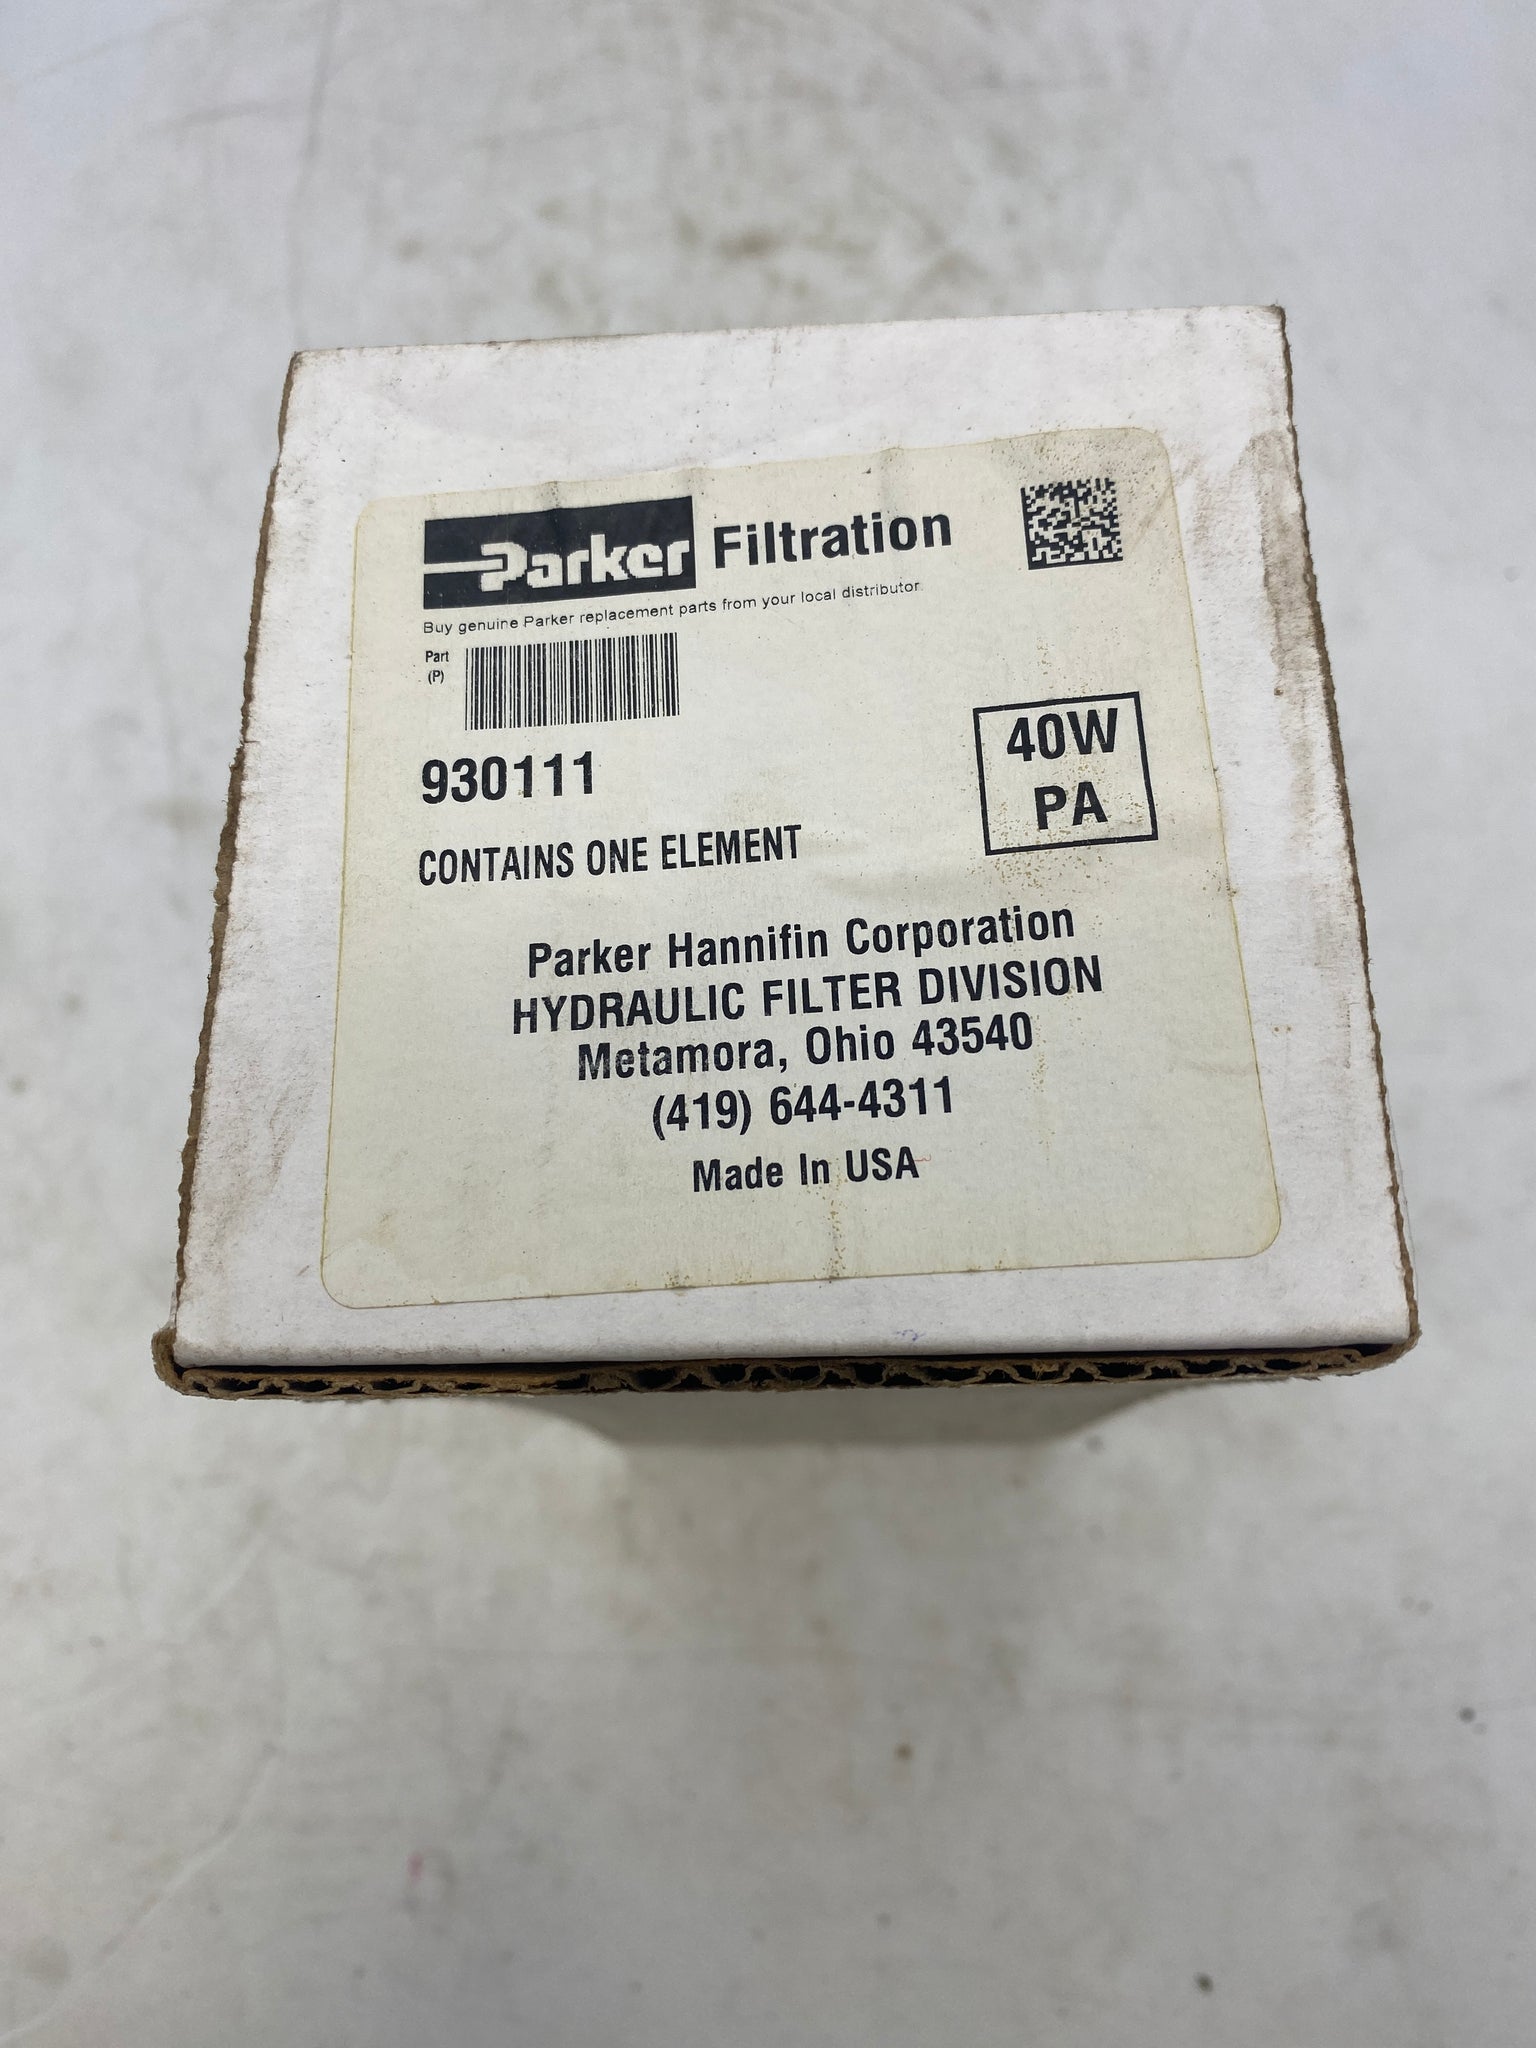 Parker Filtration
Buy genuine Parker replacement parts from your local distributor.
Part
(P)
930111
40W
PA
CONTAINS ONE ELEMENT
Parker Hannifin Corporation
HYDRAULIC FILTER DIVISION
Metamora, Ohio 43540
(419) 644-4311
Made In USA